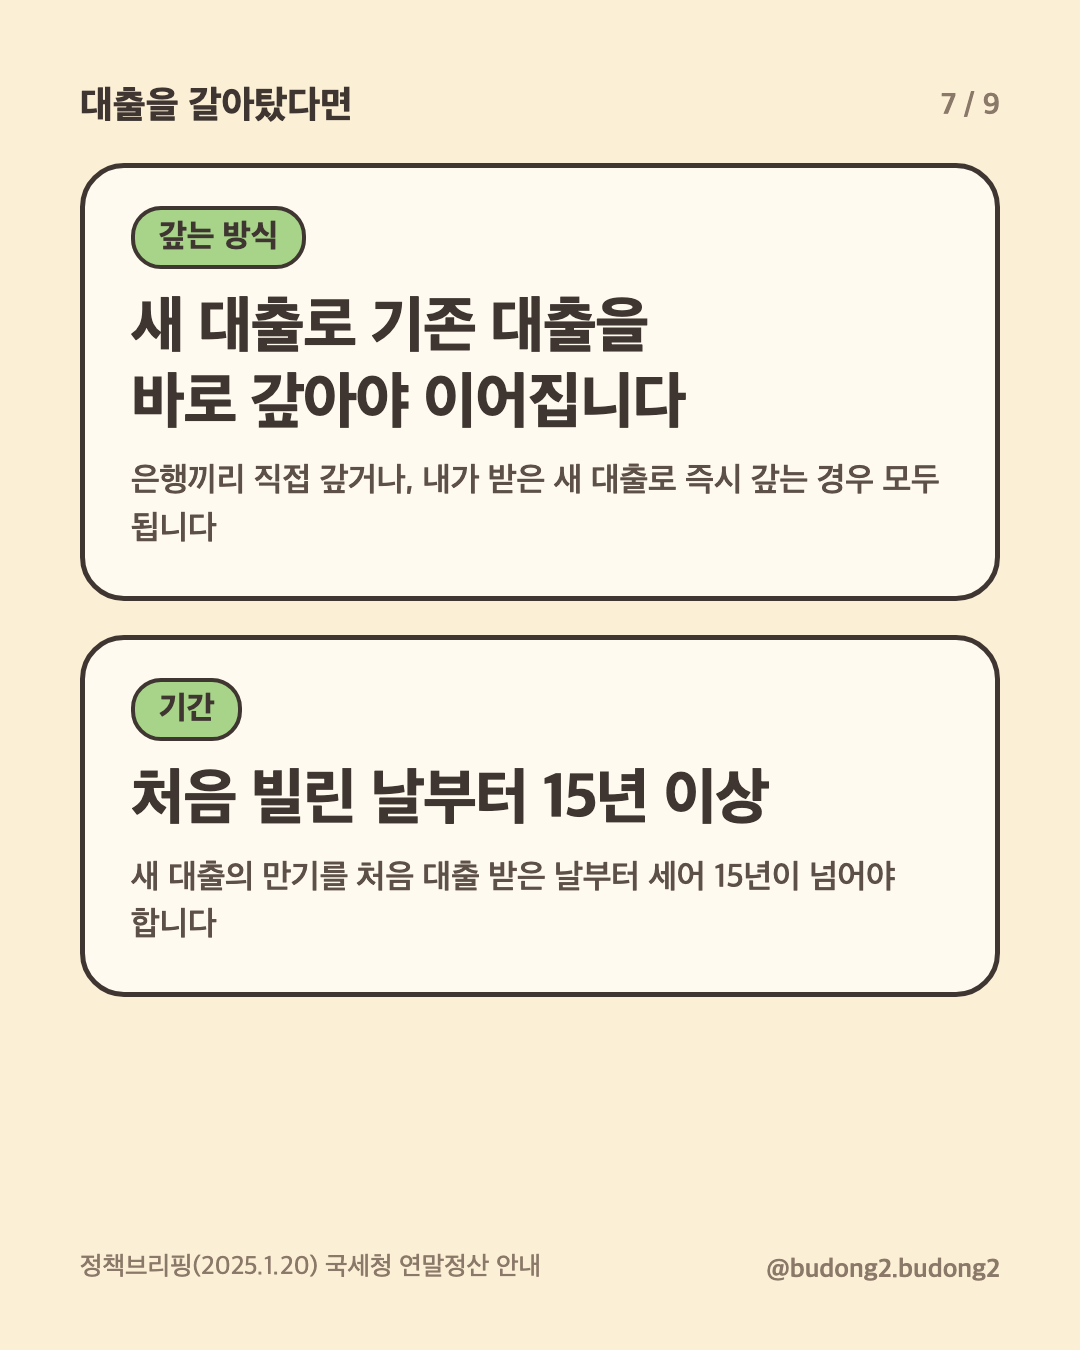 대출을 갈아탔다면
7 / 9
갚는 방식
새 대출로 기존 대출을
바로 갚아야 이어집니다
은행끼리 직접 갚거나, 내가 받은 새 대출로 즉시 갚는 경우 모두
됩니다
기간
처음 빌린 날부터 15년 이상
새 대출의 만기를 처음 대출 받은 날부터 세어 15년이 넘어야
합니다
정책브리핑(2025.1.20) 국세청 연말정산 안내
@budong2.budong2